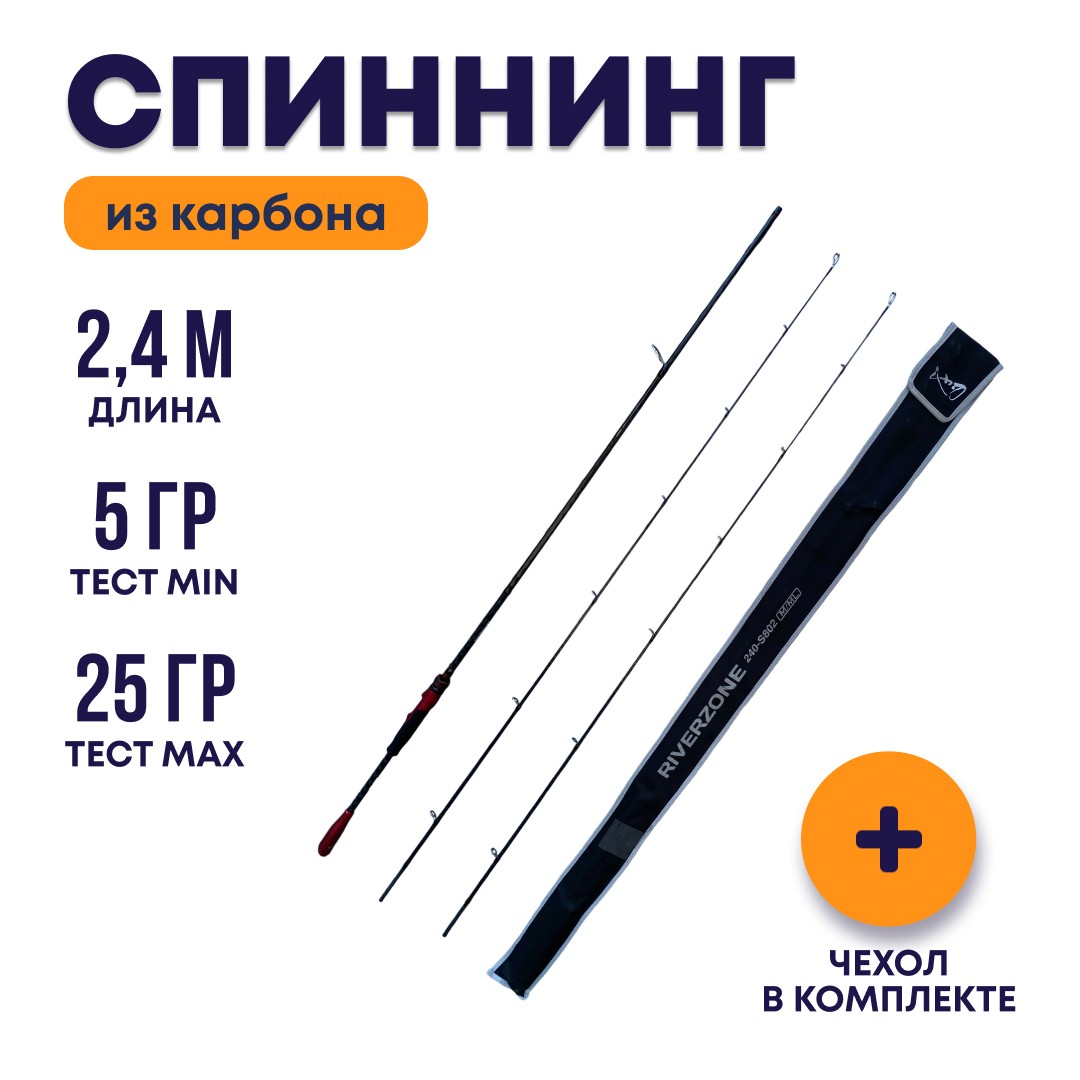 СПИННИНГ
из карбона
2,4 М
ДЛИНА
5 ГР
ТЕСТ MIN
25 ГР
ТЕСТ MAX
RIVERZONE 240-S802 M/ML
ЧЕХОЛ
В КОМПЛЕКТЕ